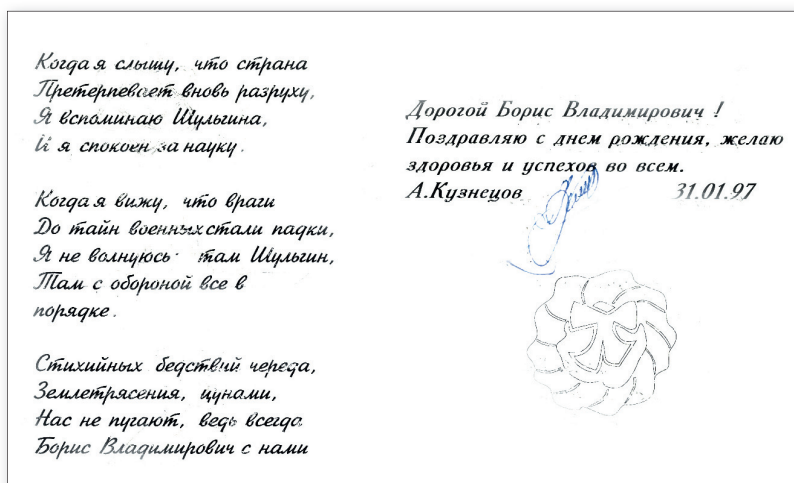 Когда я слышу, что страна
Претерпевает вновь разруху,
Я вспоминаю Шульгина,
И я спокоен за науку.
Когда я вижу, что враги
До тайн военных стали падки,
Я не волнуюсь там Шульгин,
Там с обороной все в
порядке.
Стихийных бедствий череда,
Землетрясения, цунами,
Нас не пугают, ведь всегда
Борис Владимирович с нами
Дорогой Борис Владимирович !
Поздравляю с днем рождения, желаю
здоровья и успехов во всем.
А.Кузнецов 31.01.97